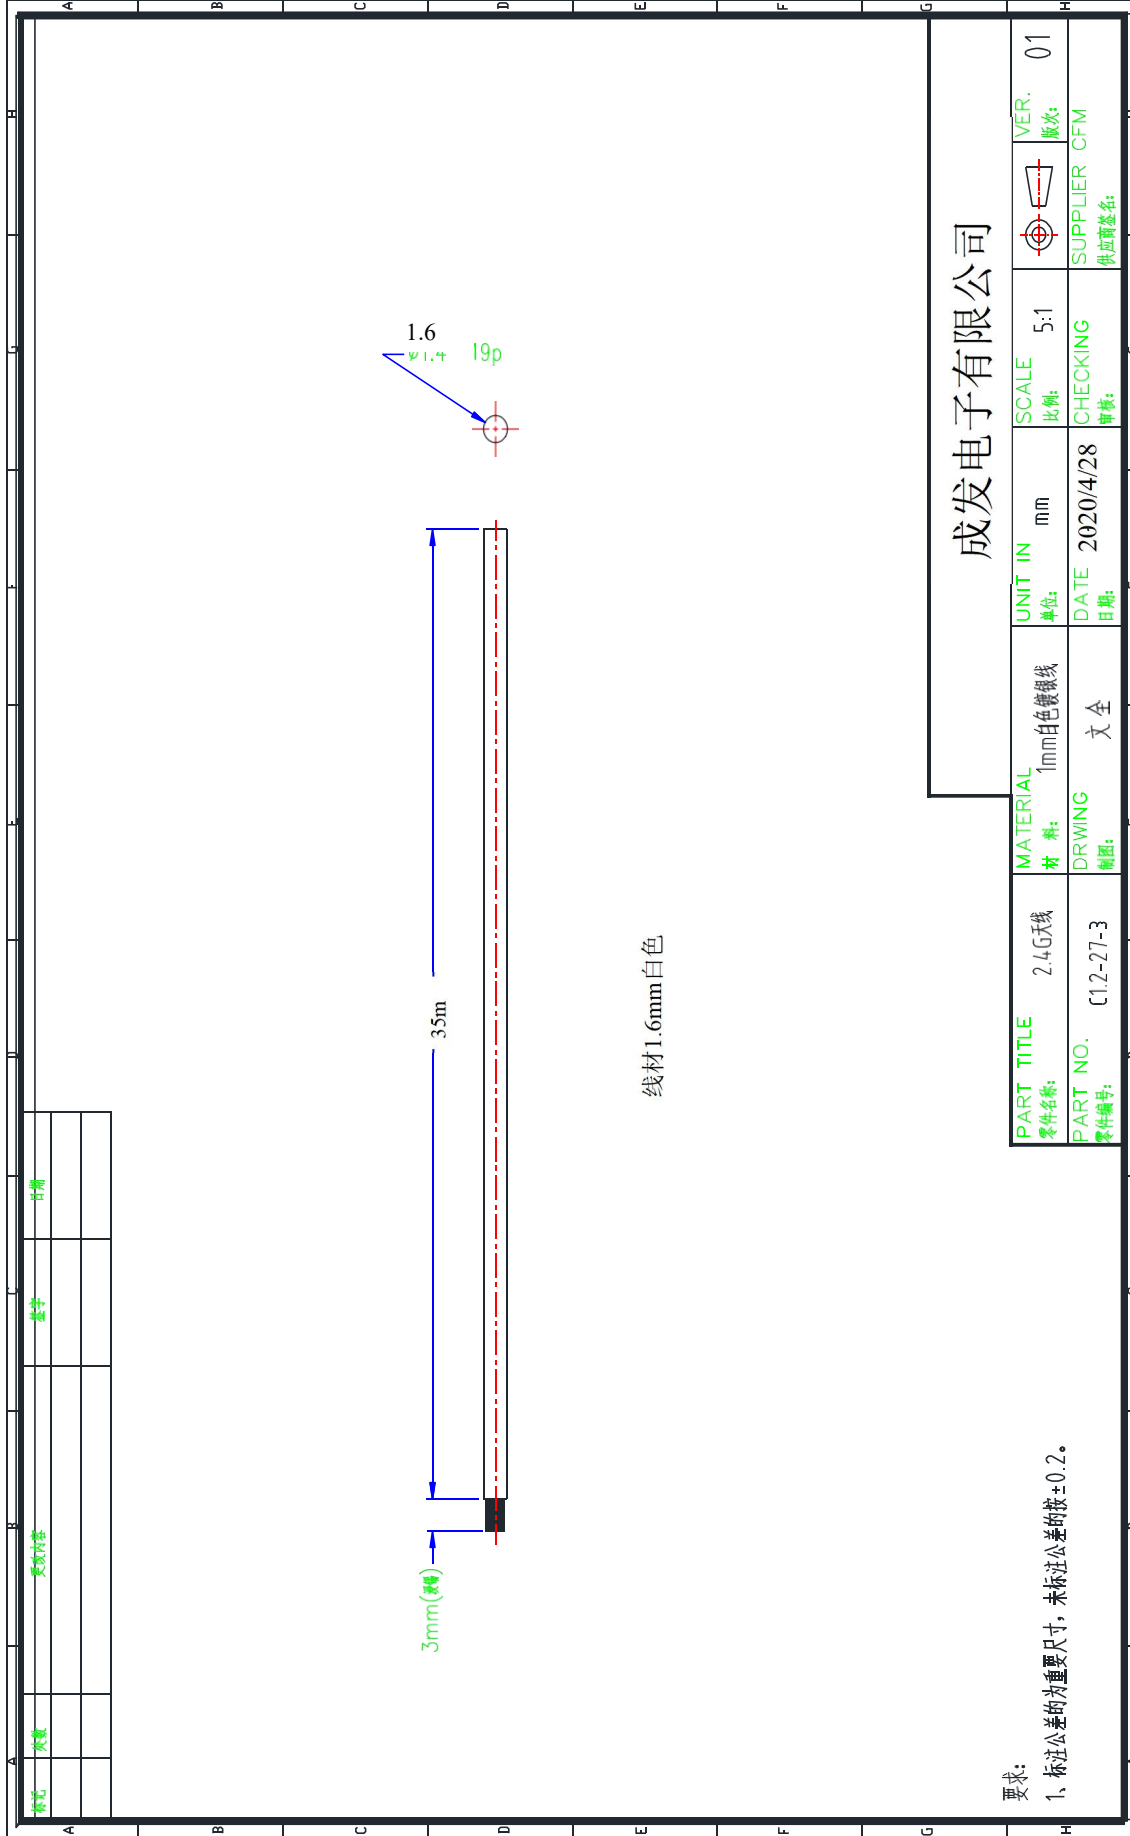 标记
次数
更改内容
签字
日期
3mm(浸锡)
35m
1.6
19p
线材1.6mm白色
要求:
1、标注公差的为重要尺寸，未标注公差的按±0.2。
成发电子有限公司
PART TITLE
零件名称:
2.4G天线
MATERIAL
材 料:
1mm白色镀银线
UNIT IN
单位:
mm
SCALE
比例:
5:1
VER.
版次:
01
PART NO.
零件编号:
C1.2-27-3
DRWING
制图:
文全
DATE
日期:
2020/4/28
CHECKING
审核:
SUPPLIER CFM
供应商签名:
A
B
C
D
E
F
G
H
A
B
C
D
E
F
G
H
A
B
C
D
E
F
G
H